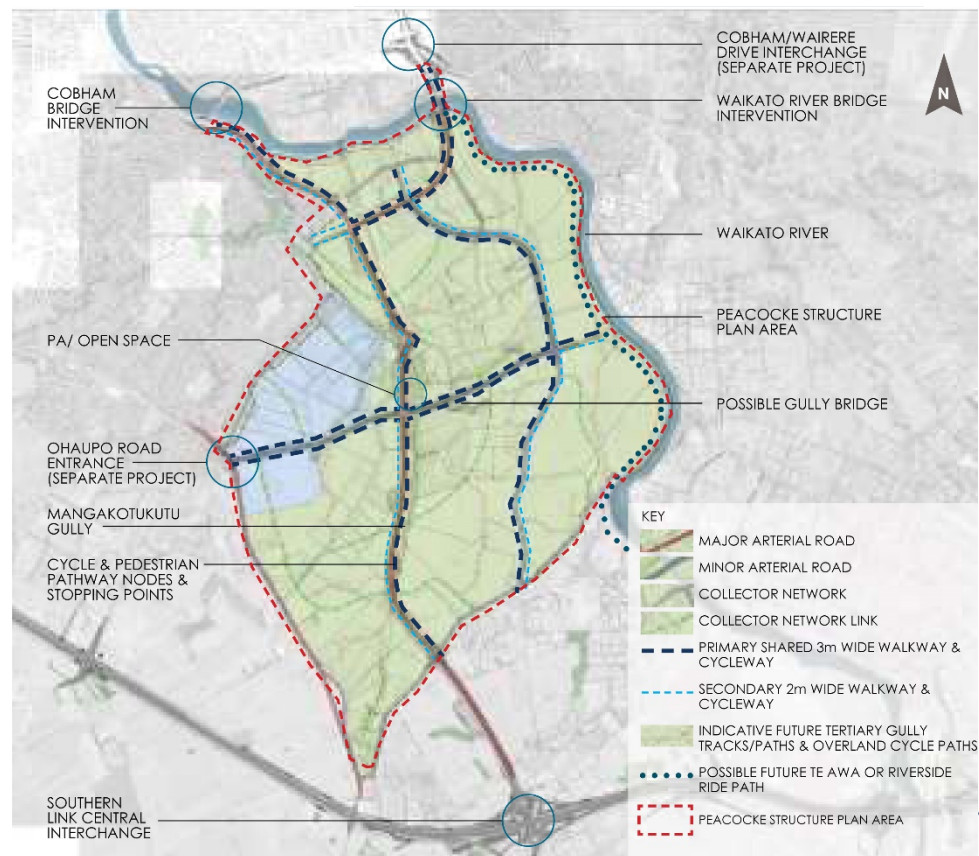 COBHAM/WAIRERE
DRIVE INTERCHANGE
(SEPARATE PROJECT)
COBHAM
BRIDGE
INTERVENTION
WAIKATO RIVER BRIDGE
INTERVENTION
N
WAIKATO RIVER
PEACOCKE STRUCTURE
PLAN AREA
PA/ OPEN SPACE
POSSIBLE GULLY BRIDGE
OHAUPO ROAD
ENTRANCE
(SEPARATE PROJECT)
MANGAKOTUKUTU
GULLY
CYCLE & PEDESTRIAN
PATHWAY NODES &
STOPPING POINTS
SOUTHERN
LINK CENTRAL
INTERCHANGE
KEY
MAJOR ARTERIAL ROAD
MINOR ARTERIAL ROAD
COLLECTOR NETWORK
COLLECTOR NETWORK LINK
PRIMARY SHARED 3m WIDE WALKWAY &
CYCLEWAY
SECONDARY 2m WIDE WALKWAY &
CYCLEWAY
INDICATIVE FUTURE TERTIARY GULLY
TRACKS/PATHS & OVERLAND CYCLE PATHS
POSSIBLE FUTURE TE AWA OR RIVERSIDE
RIDE PATH
PEACOCKE STRUCTURE PLAN AREA